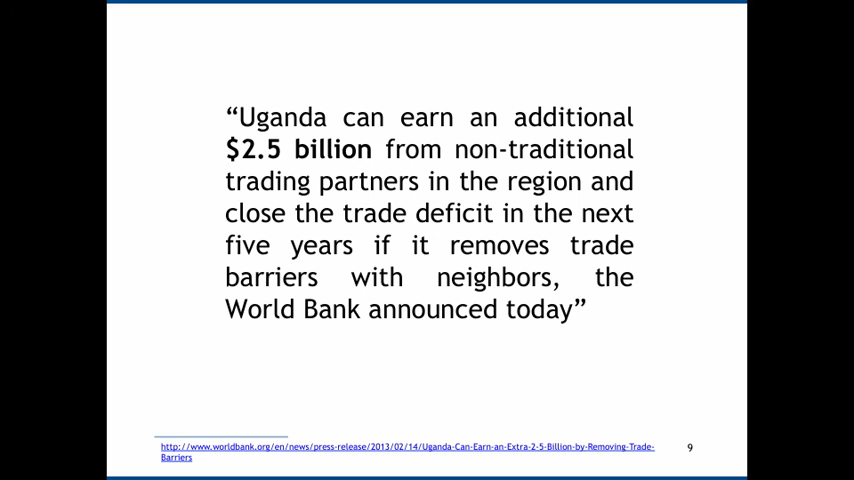 “Uganda can earn an additional
$2.5 billion from non-traditional
trading partners in the region and
close the trade deficit in the next
five years if it removes trade
barriers with neighbors, the
World Bank announced today”
http://www.worldbank.org/en/news/press-release/2013/02/14/Uganda-Can-Earn-an-Extra-2-5-Billion-by-Removing-Trade-
Barriers
9